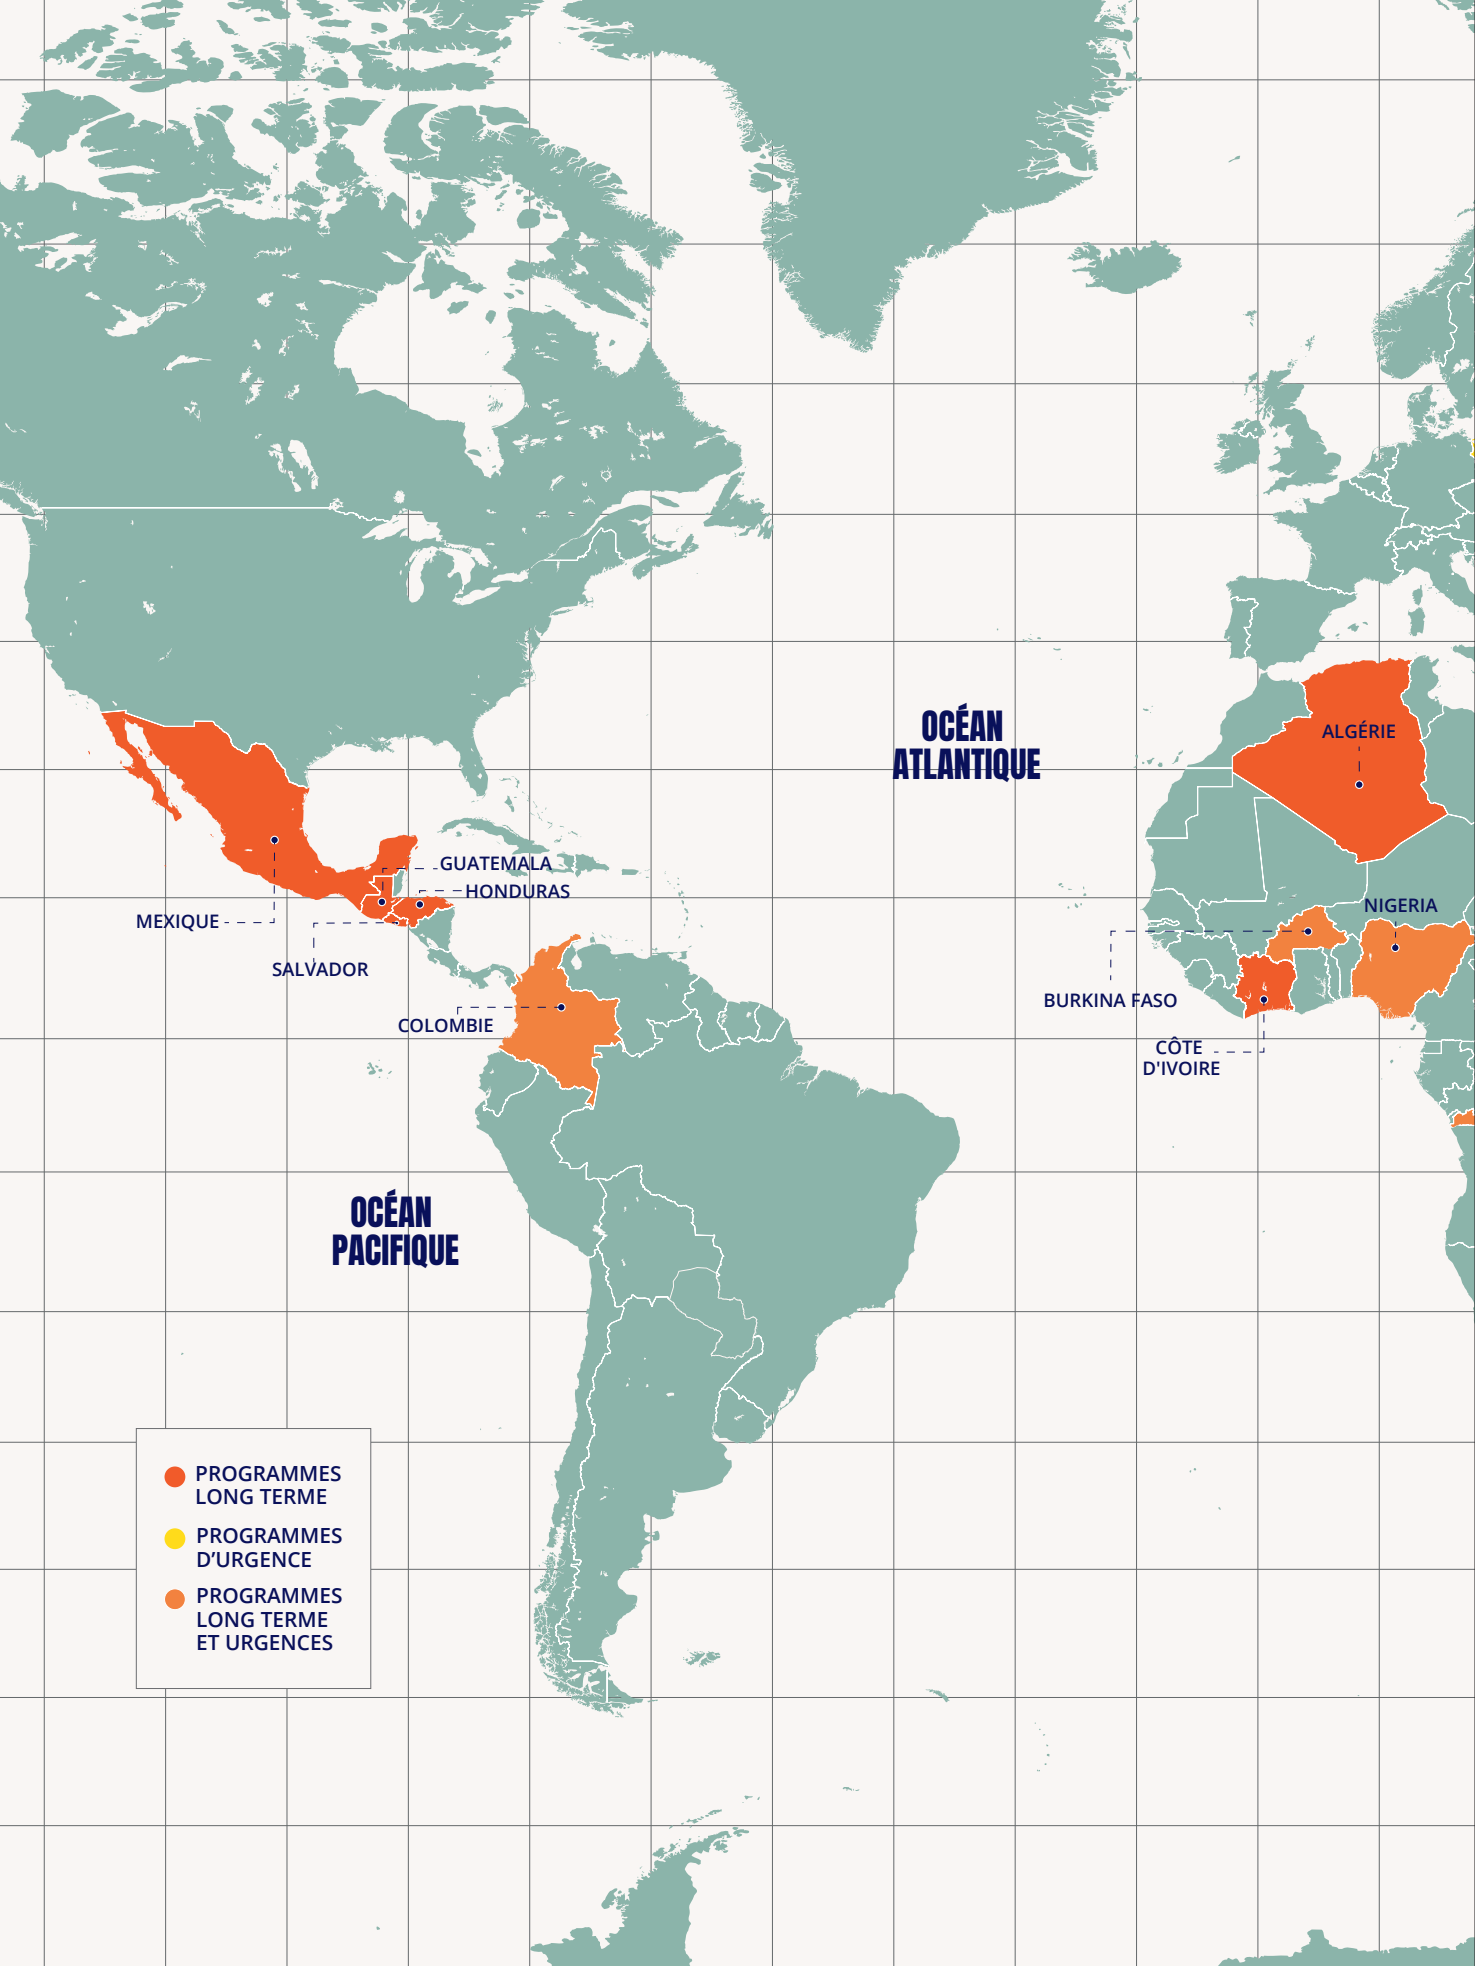 OCÉAN
ATLANTIQUE
ALGÉRIE
GUATEMALA
HONDURAS
MEXIQUE
NIGERIA
SALVADOR
BURKINA FASO
COLOMBIE
CÔTE
D'IVOIRE
OCÉAN
PACIFIQUE
PROGRAMMES
LONG TERME
PROGRAMMES
D’URGENCE
PROGRAMMES
LONG TERME
ET URGENCES